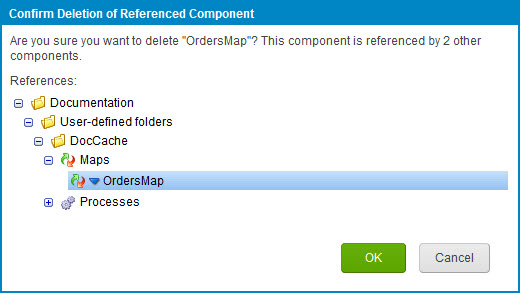 Confirm Deletion of Referenced Component
Are you sure you want to delete "OrdersMap"? This component is referenced by 2 other
components.
References:
Documentation
User-defined folders
DocCache
Maps
OrdersMap
Processes
OK Cancel